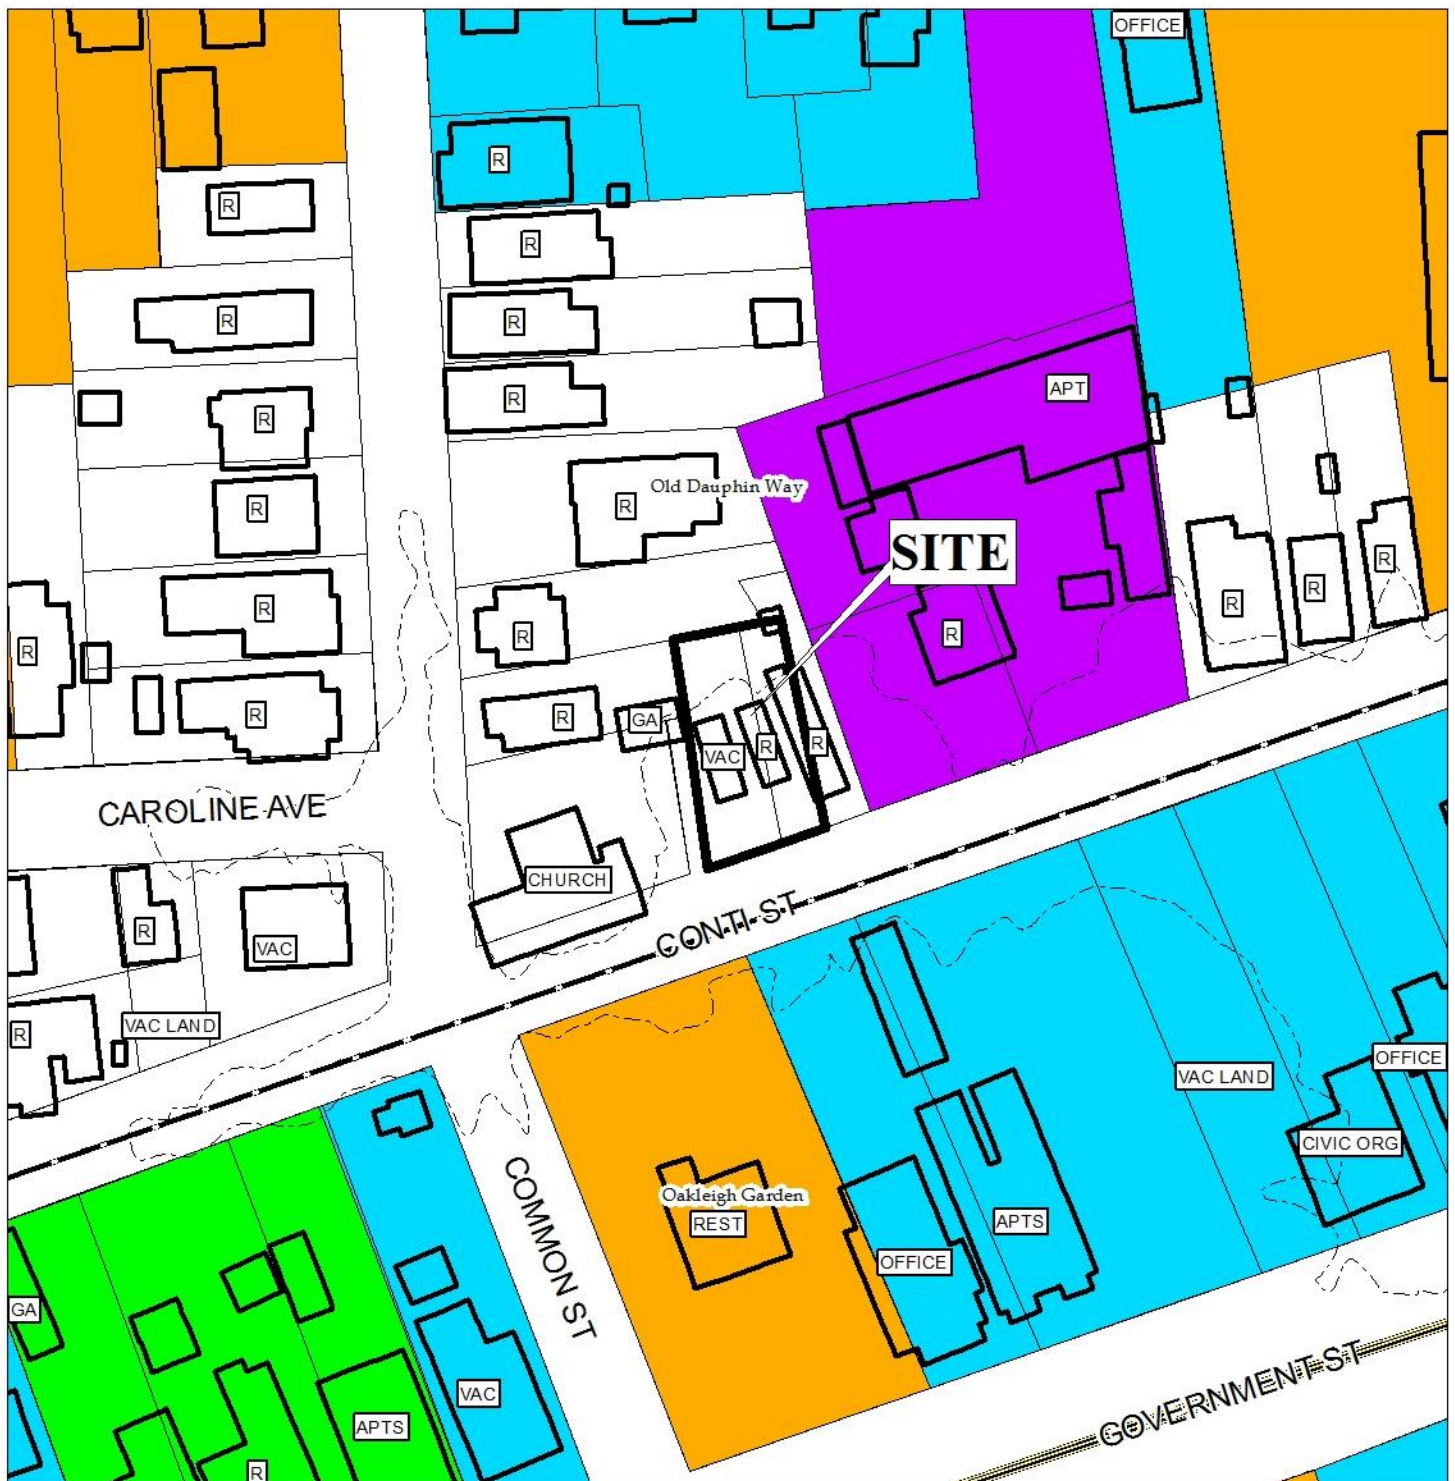 OFFICE
R
R
R
R
R
APT
R
R
Old Dauphin Way
R
R
SITE
R
R
R
R
R
R
R
R
R
R
GA
VAC
R
R
CAROLINE AVE
CHURCH
CONTI ST
R
VAC
VAC LAND
R
VAC LAND
OFFICE
CIVIC ORG
COMMON ST
Oakleigh Garden
REST
APTS
OFFICE
GA
VAC
APTS
GOVERNMENT ST
R